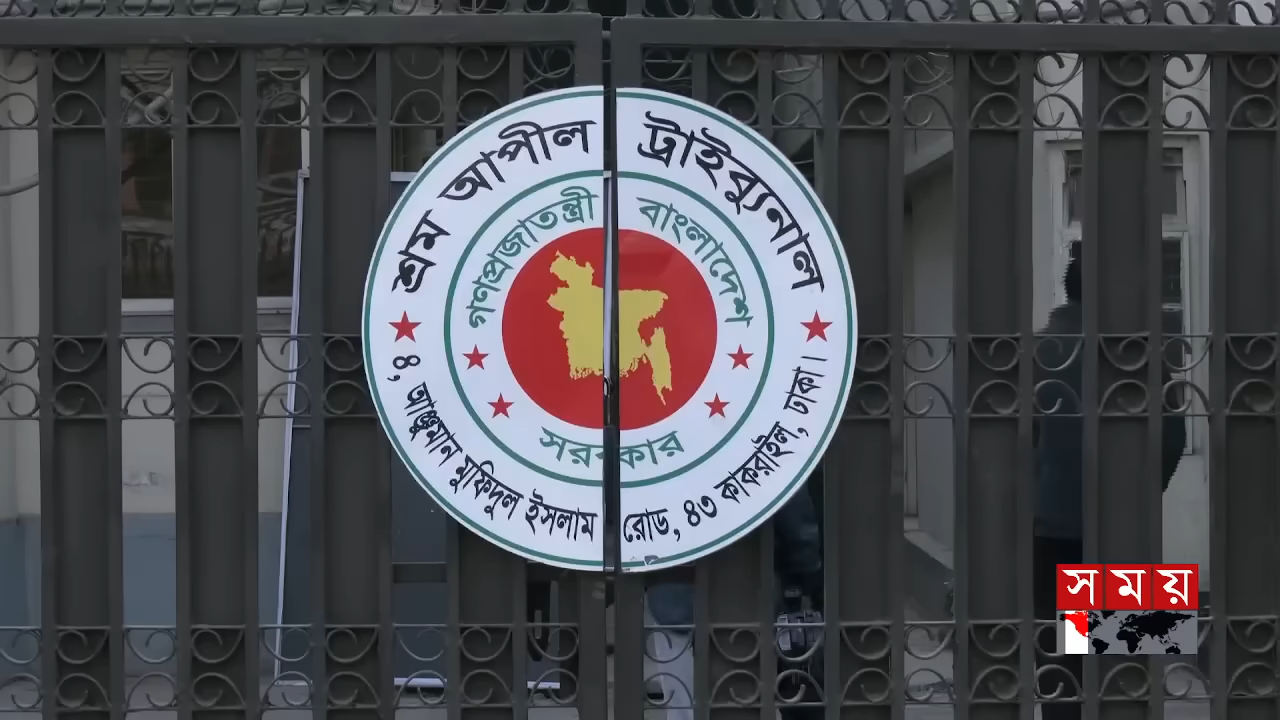 শ্রম আপীল ট্রাইব্যুনাল
গণপ্রজাতন্ত্রী বাংলাদেশ
সরকার
৪, আঞ্জুমান মুফিদুল ইসলাম রোড, ৪৩ কাকরাইল, ঢাকা।
সময়